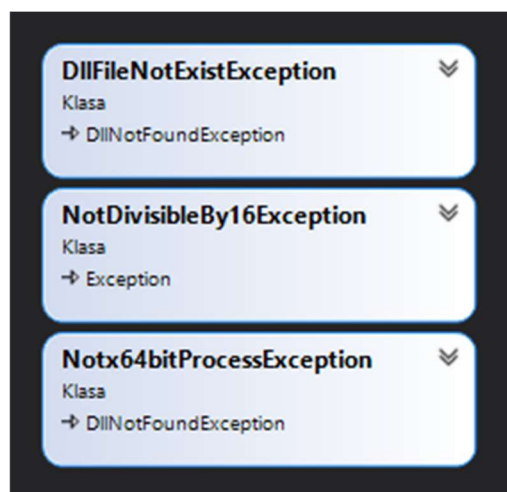 DllFileNotExistException
Klasa
DllNotFoundException
NotDivisibleBy16Exception
Klasa
Exception
Notx64bitProcessException
Klasa
DllNotFoundException